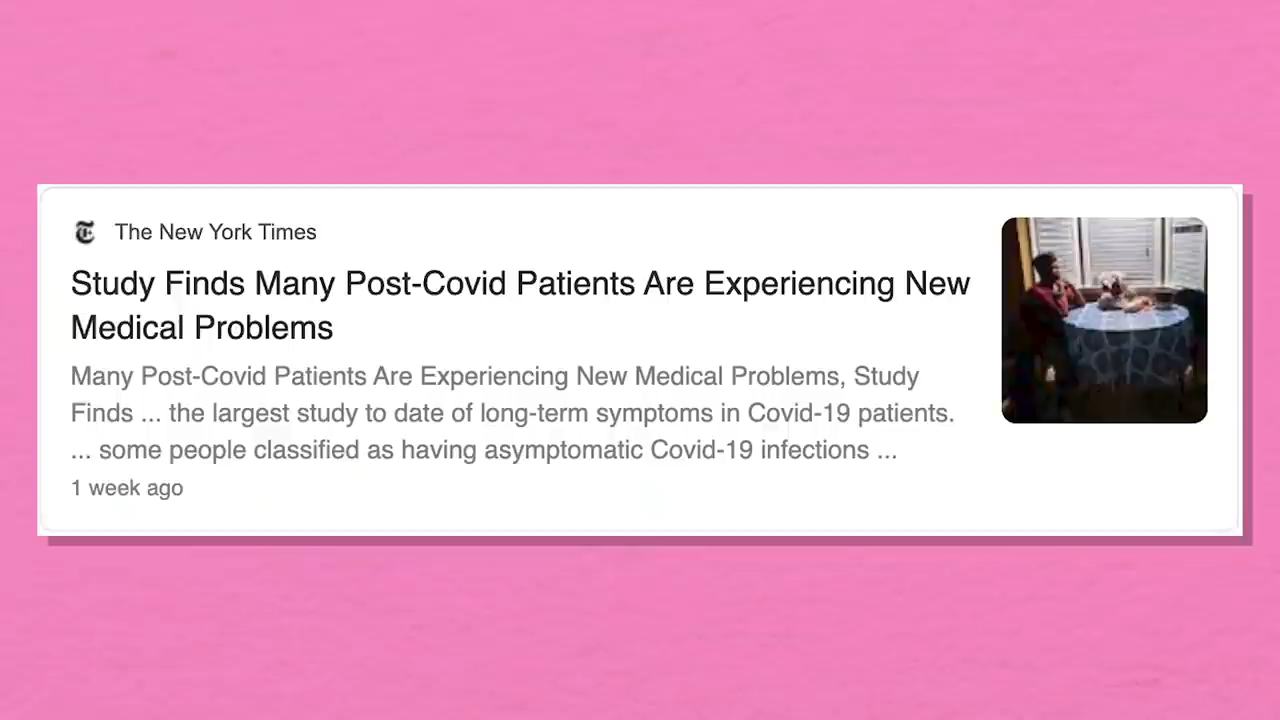 The New York Times
Study Finds Many Post-Covid Patients Are Experiencing New
Medical Problems
Many Post-Covid Patients Are Experiencing New Medical Problems, Study
Finds ... the largest study to date of long-term symptoms in Covid-19 patients.
... some people classified as having asymptomatic Covid-19 infections ...
1 week ago